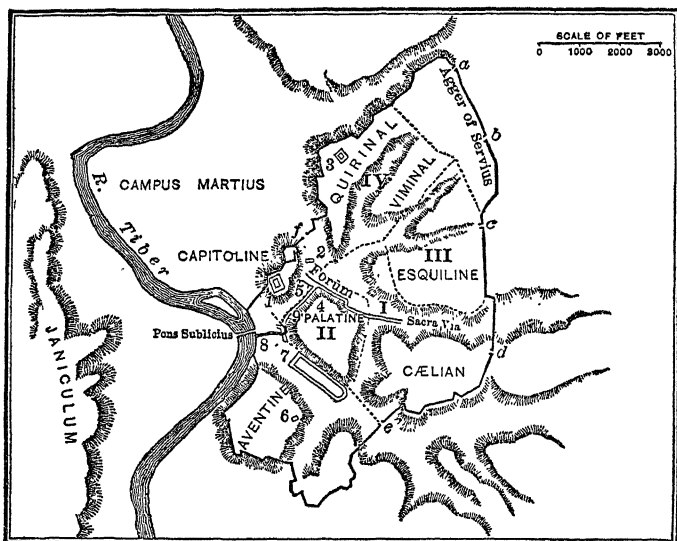 SCALE OF FEET
0 1000 2000 3000
a
Agger of Servius
b
3
QUIRINAL
IV
VIMINAL
R. Tiber
CAMPUS MARTIUS
c
f
2
CAPITOLINE
III
ESQUILINE
Forum
1
5
4
I
9
PALATINE
II
Sacra Via
Pons Sublicius
8
7
JANICULUM
CÆLIAN
d
AVENTINE
6
e